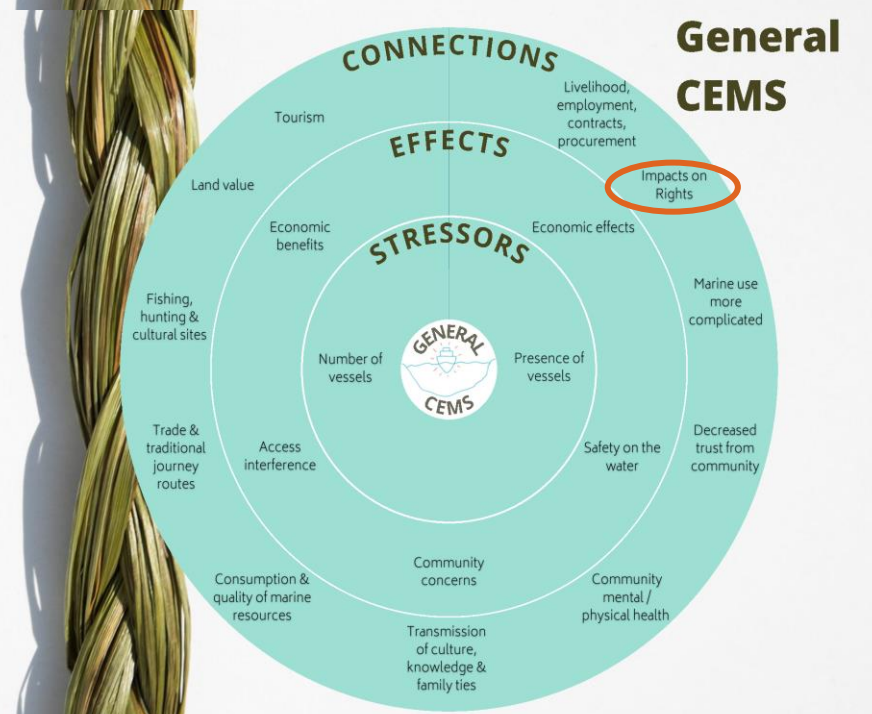 General
CEMS
CONNECTIONS
Tourism
Livelihood,
employment,
contracts,
procurement
Land value
Impacts on
Rights
Fishing,
hunting &
cultural sites
Marine use
more
complicated
Trade &
traditional
journey
routes
Decreased
trust from
community
Consumption &
quality of marine
resources
Community
mental /
physical health
Transmission
of culture,
knowledge &
family ties
EFFECTS
Economic
benefits
Economic effects
Access
interference
Safety on the
water
Community
concerns
STRESSORS
Number of
vessels
Presence of
vessels
GENERAL
CEMS